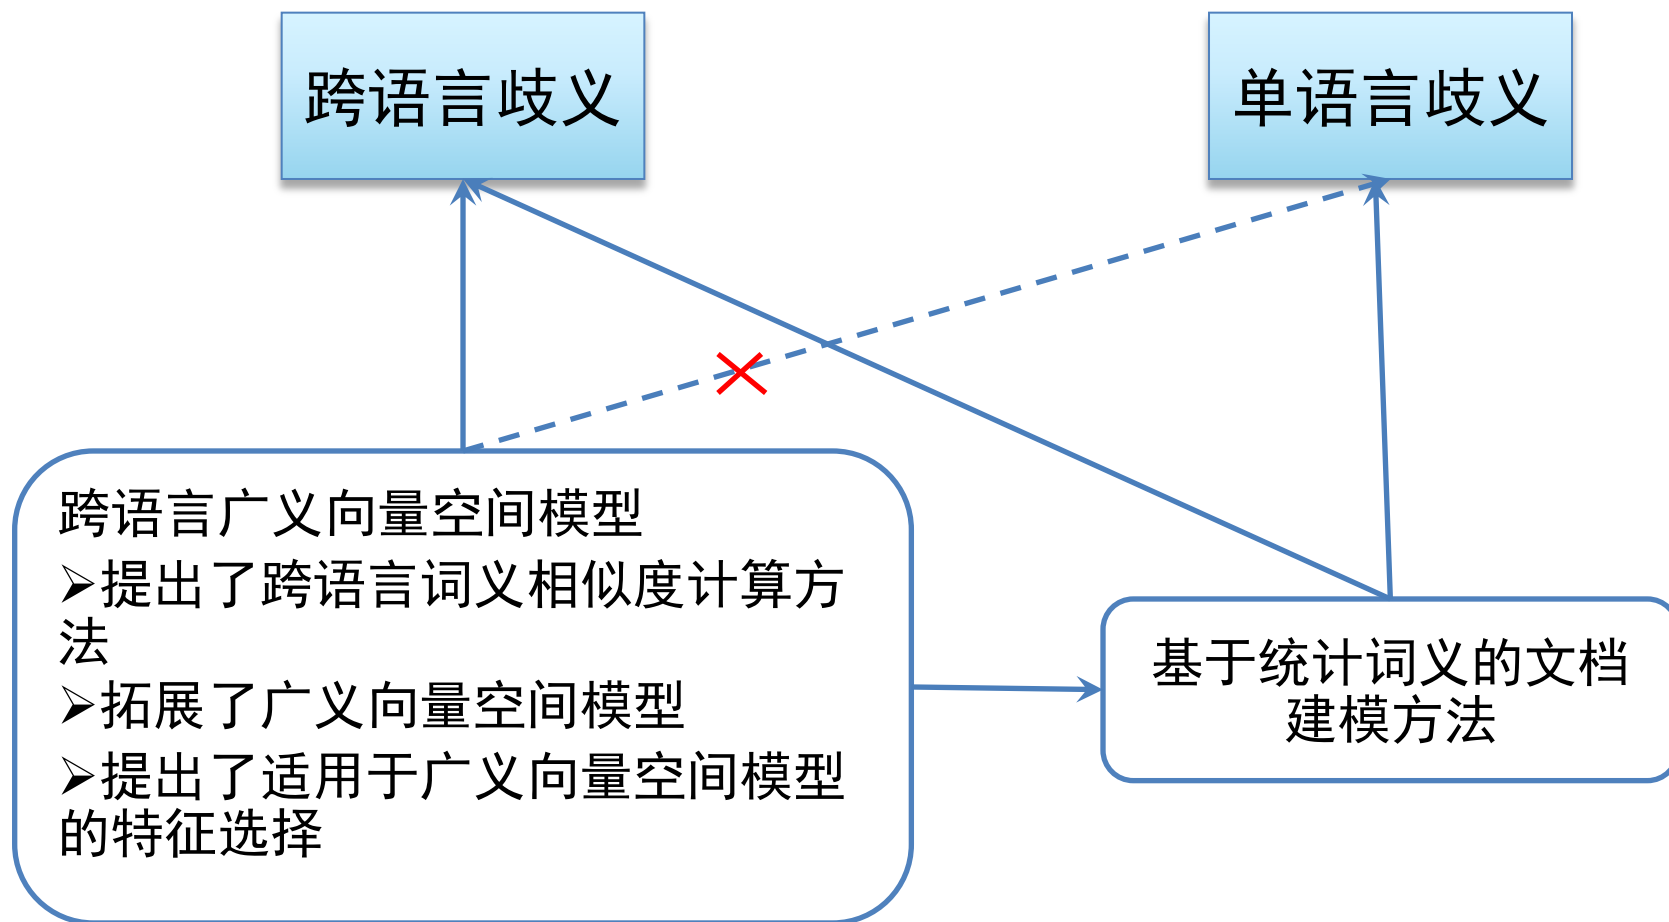 跨语言歧义
单语言歧义
跨语言广义向量空间模型
➢提出了跨语言词义相似度计算方
法
➢拓展了广义向量空间模型
➢提出了适用于广义向量空间模型
的特征选择
基于统计词义的文档
建模方法